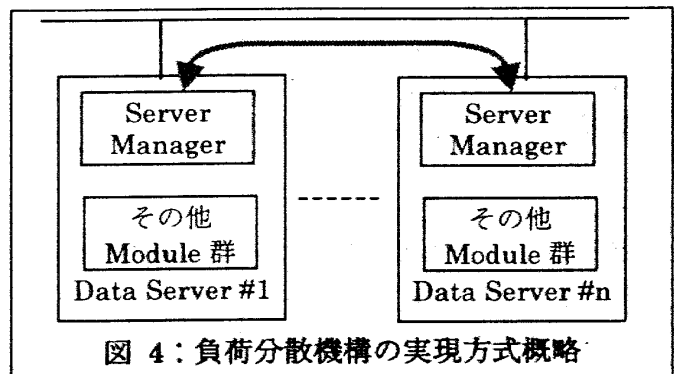 Server
Manager
その他
Module 群
Data Server #1
Server
Manager
その他
Module 群
Data Server #n
図 4：負荷分散機構の実現方式概略